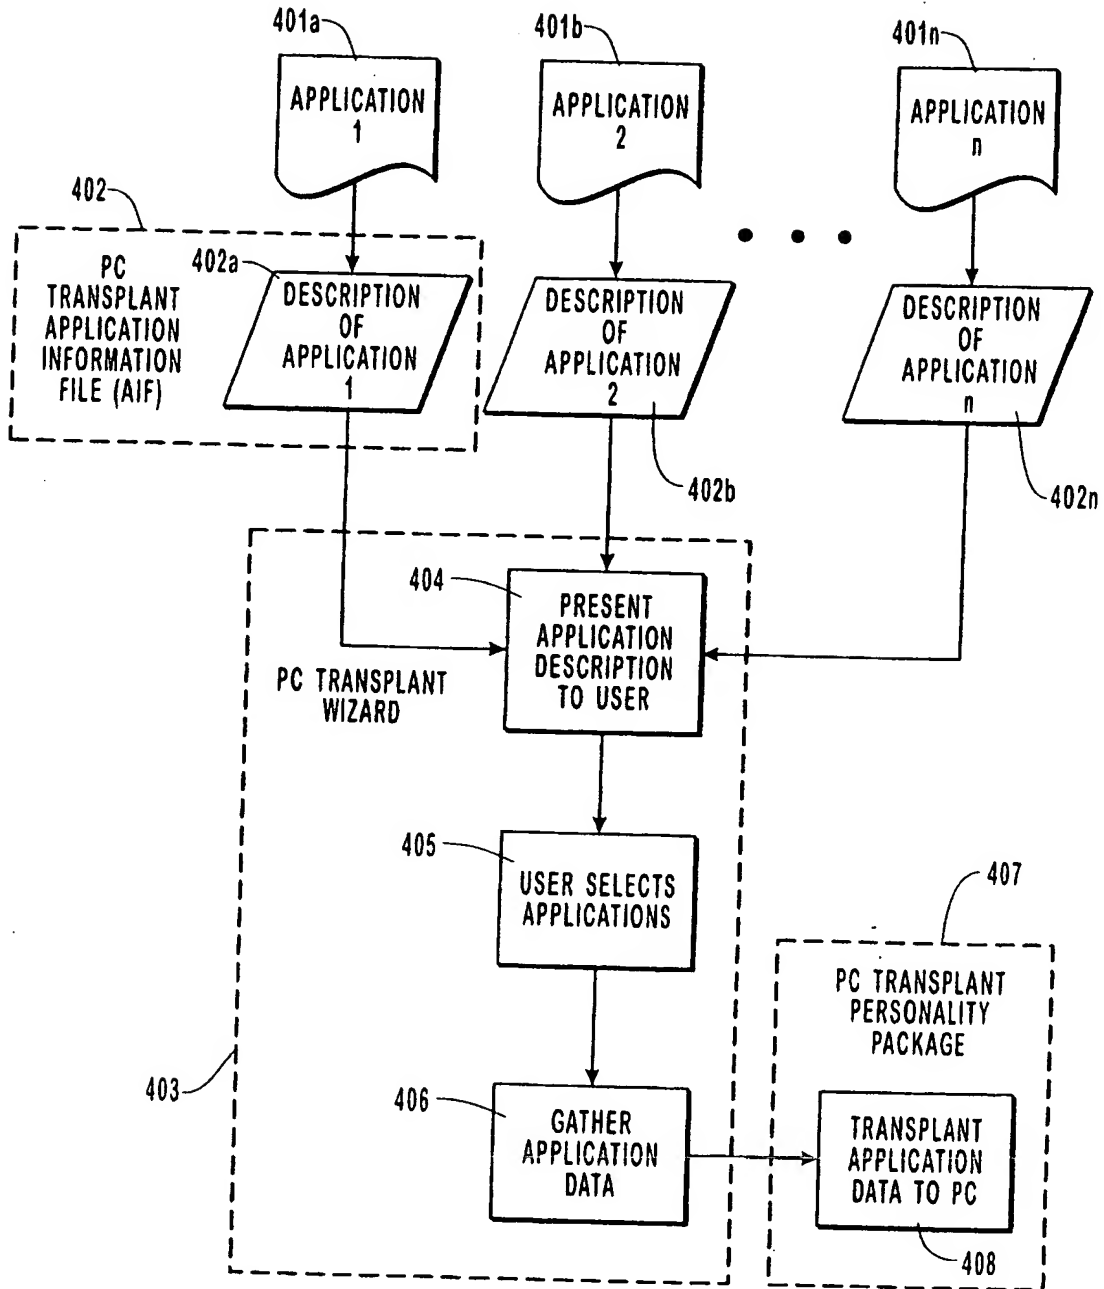 401a
401b
401n
APPLICATION
1
APPLICATION
2
APPLICATION
n
402
PC
TRANSPLANT
APPLICATION
INFORMATION
FILE (AIF)
402a
DESCRIPTION
OF
APPLICATION
1
DESCRIPTION
OF
APPLICATION
2
DESCRIPTION
OF
APPLICATION
n
402b
402n
404
PRESENT
APPLICATION
DESCRIPTION
TO USER
PC TRANSPLANT
WIZARD
405
USER SELECTS
APPLICATIONS
407
PC TRANSPLANT
PERSONALITY
PACKAGE
403
406
GATHER
APPLICATION
DATA
TRANSPLANT
APPLICATION
DATA TO PC
408